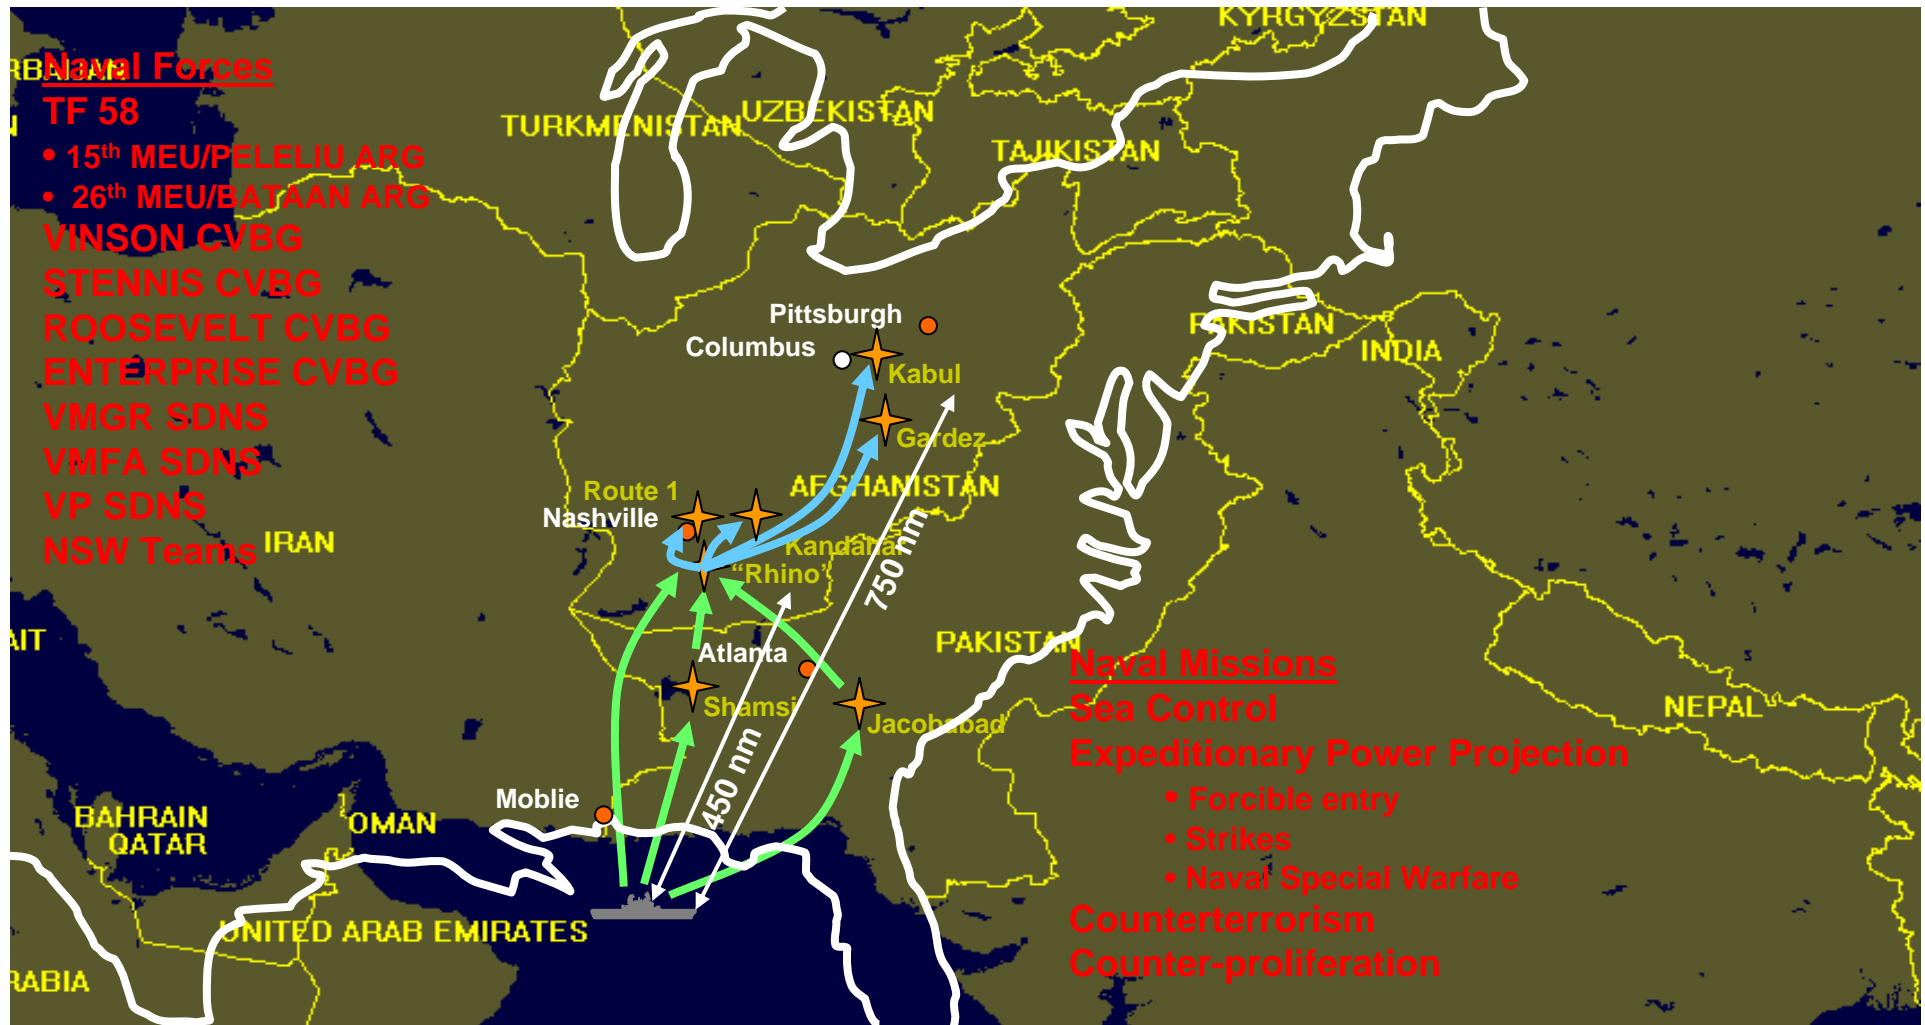 Naval Forces
TF 58
• 15th MEU/PELELIU ARG
• 26th MEU/BATAAN ARG
VINSON CVBG
STENNIS CVBG
ROOSEVELT CVBG
ENTERPRISE CVBG
VMGR SDNS
VMFA SDNS
VP SDNS
NSW Teams
RBAIJAN
N
KYRGYZSTAN
UZBEKISTAN
TURKMENISTAN
TAJIKISTAN
Pittsburgh
Columbus
Kabul
Gardez
PAKISTAN
INDIA
AFGHANISTAN
Route 1
Nashville
Kandahar
"Rhino"
IRAN
750 nm
AIT
Atlanta
PAKISTAN
Shamsi
Jacobabad
450 nm
Moblie
NEPAL
BAHRAIN
QATAR
OMAN
UNITED ARAB EMIRATES
RABIA
Naval Missions
Sea Control
Expeditionary Power Projection
• Forcible entry
• Strikes
• Naval Special Warfare
Counterterrorism
Counter-proliferation